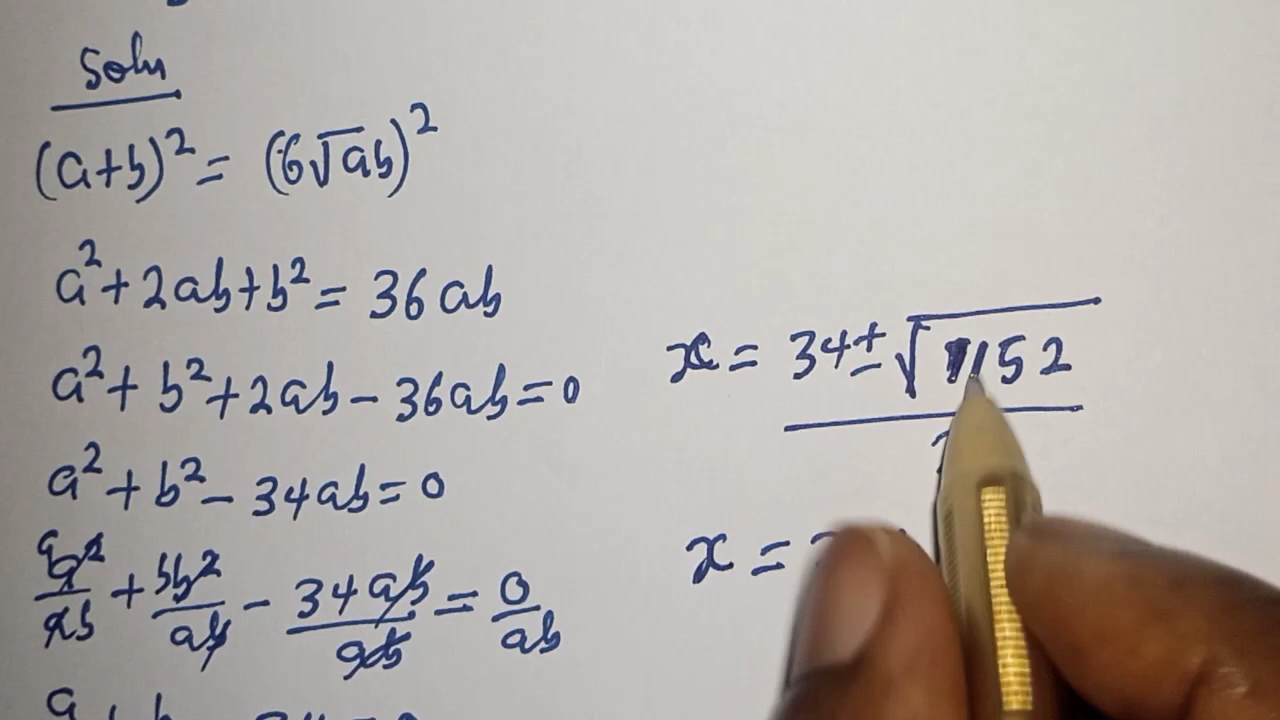 Soln
(a+b)² = (6√ab)²
a² + 2ab + b² = 36ab
a² + b² + 2ab - 36ab = 0
a² + b² - 34ab = 0
a²/ab + b²/ab - 34ab/ab = 0/ab
x = 34 ± √1152
x =